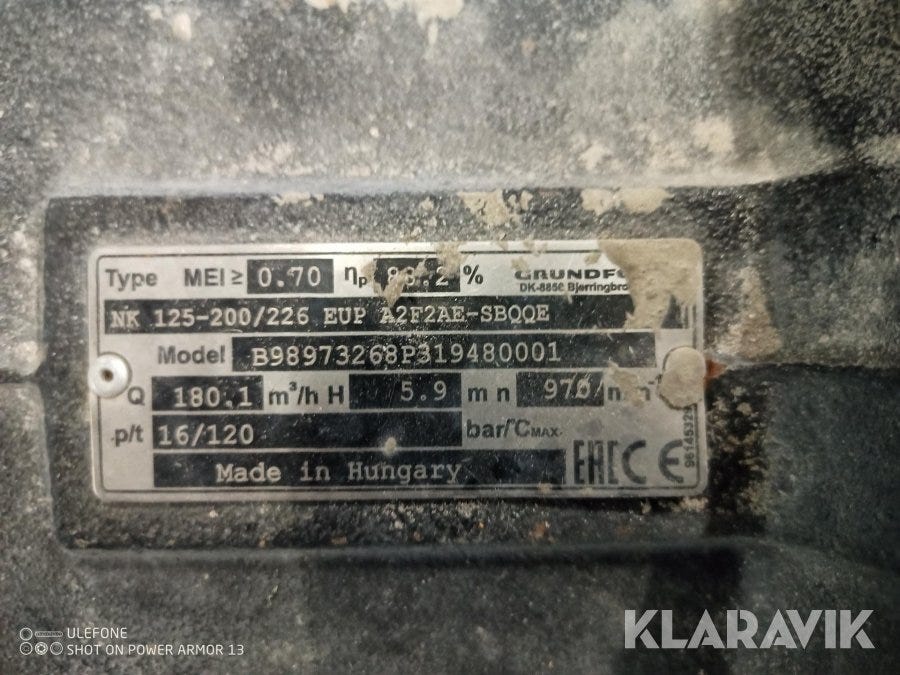 Type MEI ≥ 0.70 ηp % GRUNDFO
DK-8850 Bjerringbro
NK 125-200/226 EUP A2F2AE-SBQQE
Model B98973268P319480001
Q 180.1 m³/h H 5.9 m n 970
p/t 16/120 bar/°C MAX
Made in Hungary EAC CE
KLARAVIK
ULEFONE
SHOT ON POWER ARMOR 13